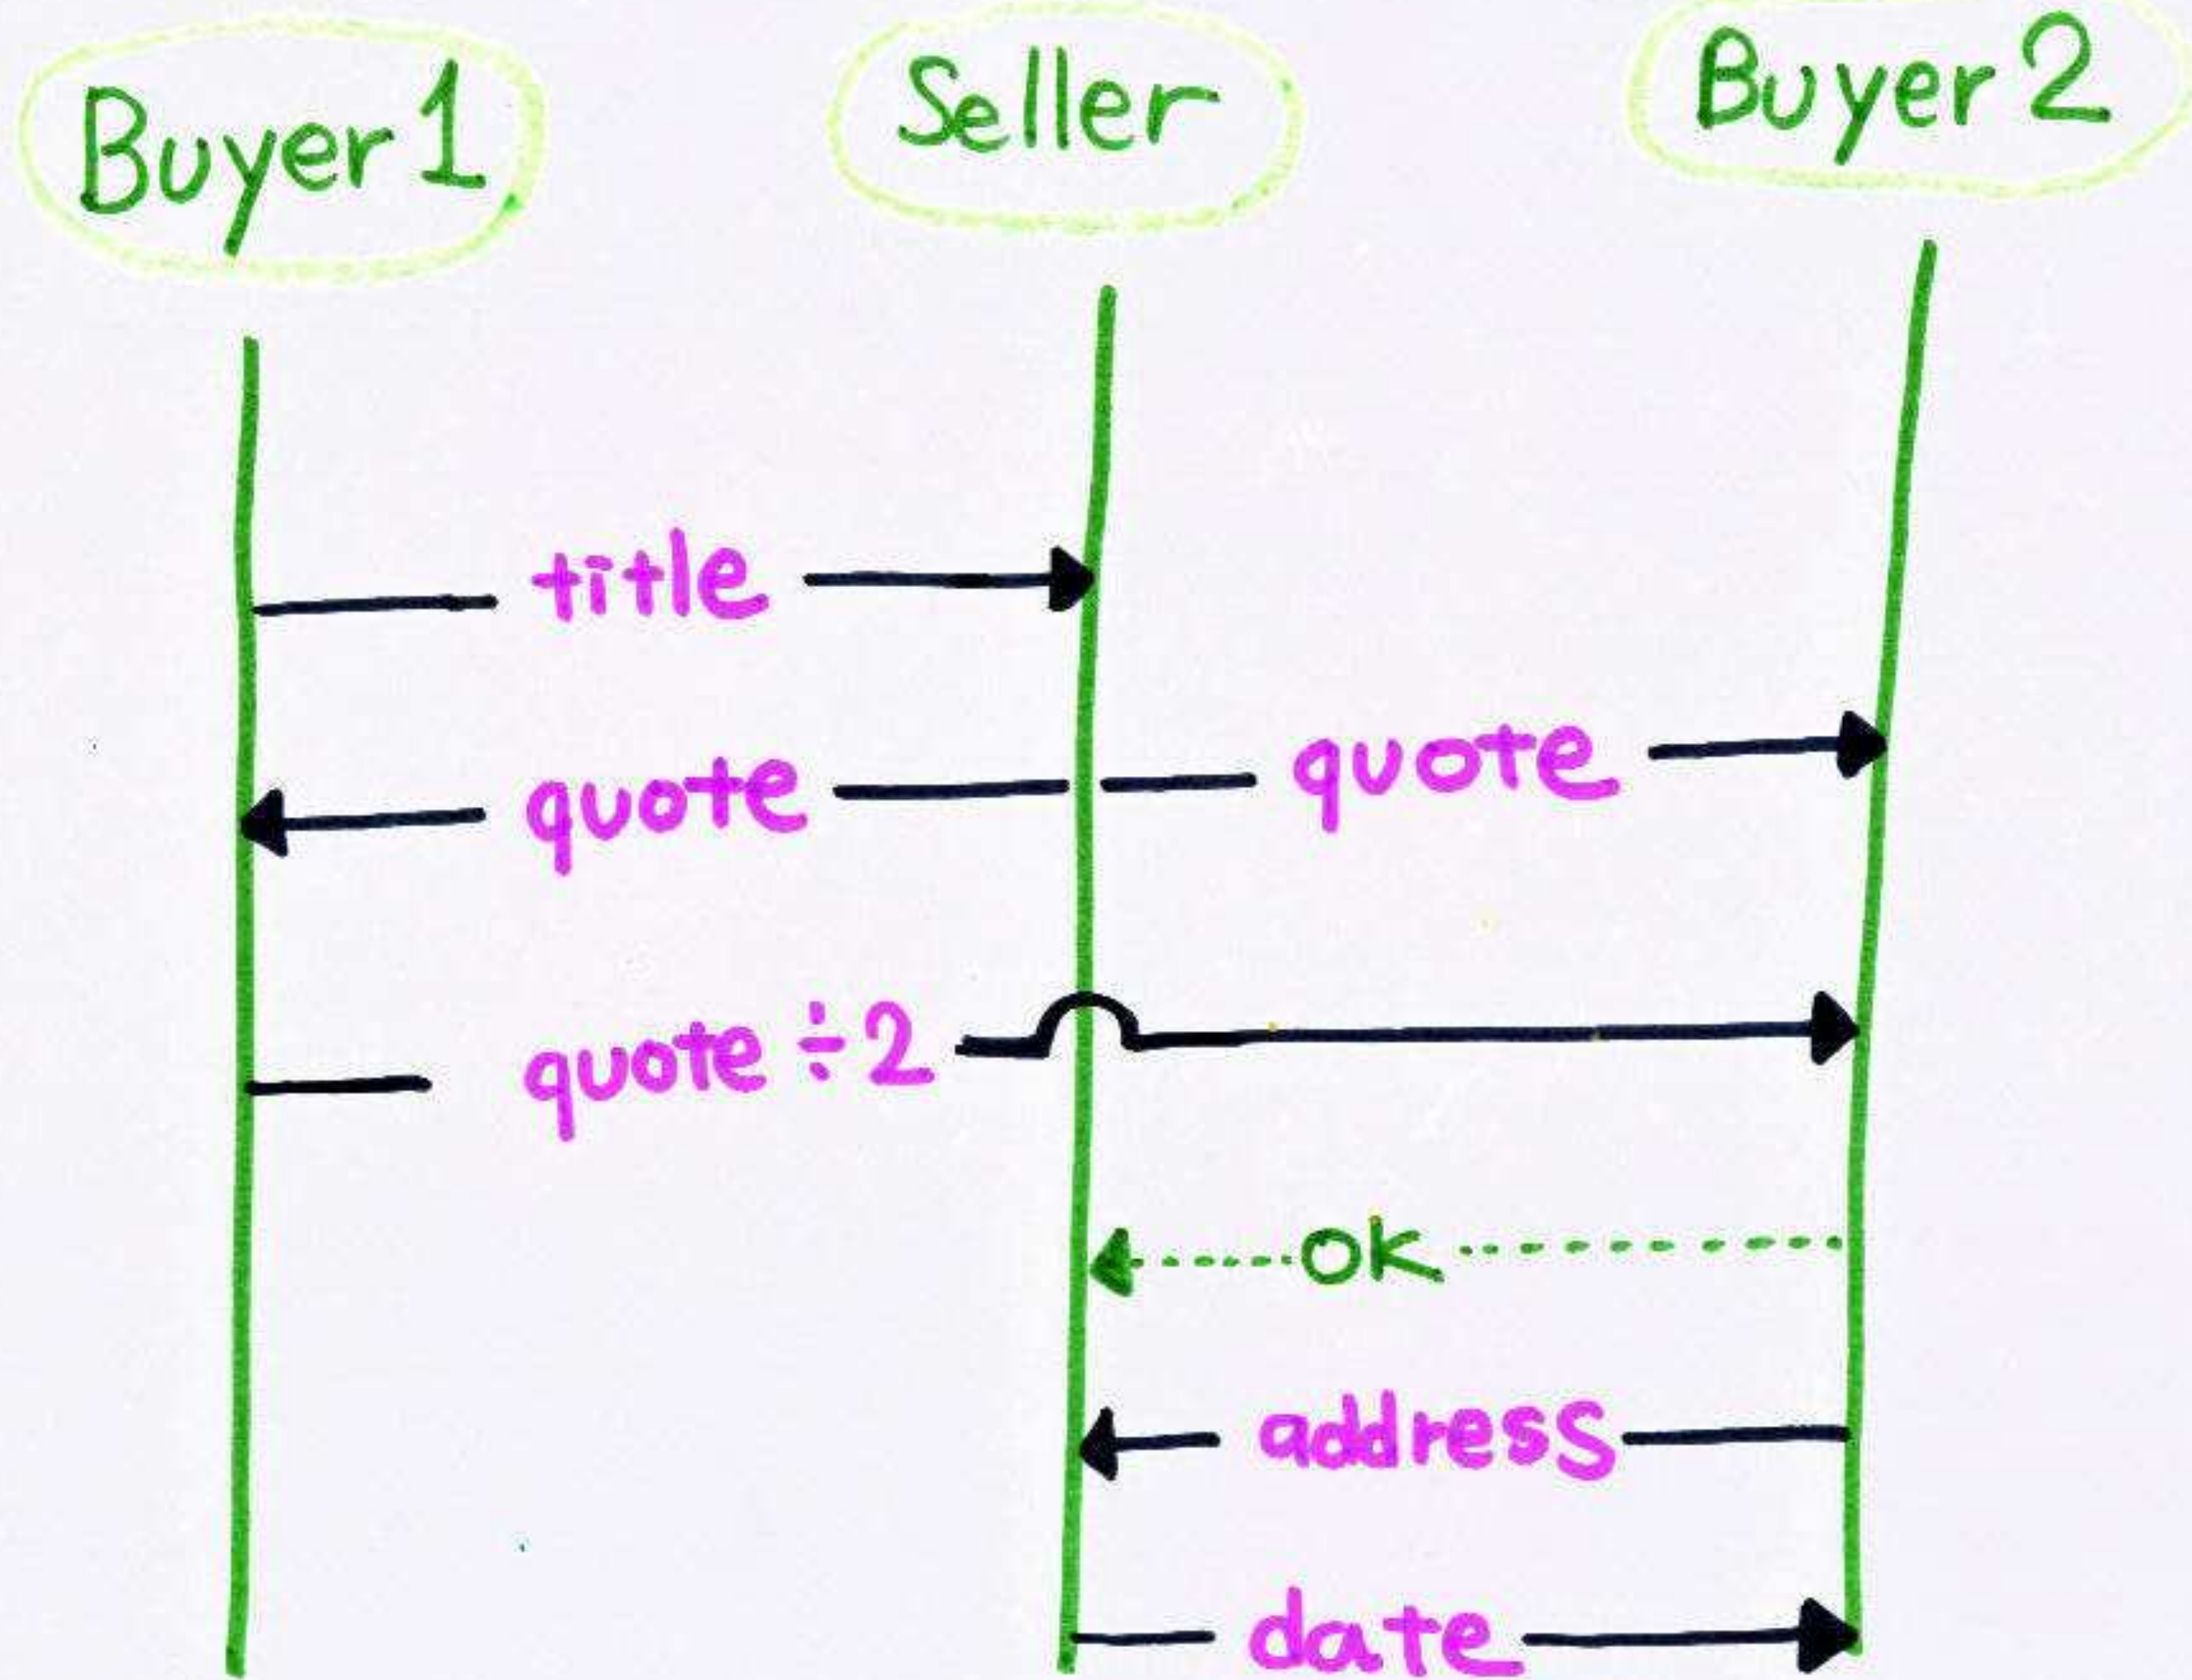 Buyer 1
Seller
Buyer 2
title
quote
quote
quote ÷ 2
ok
address
date